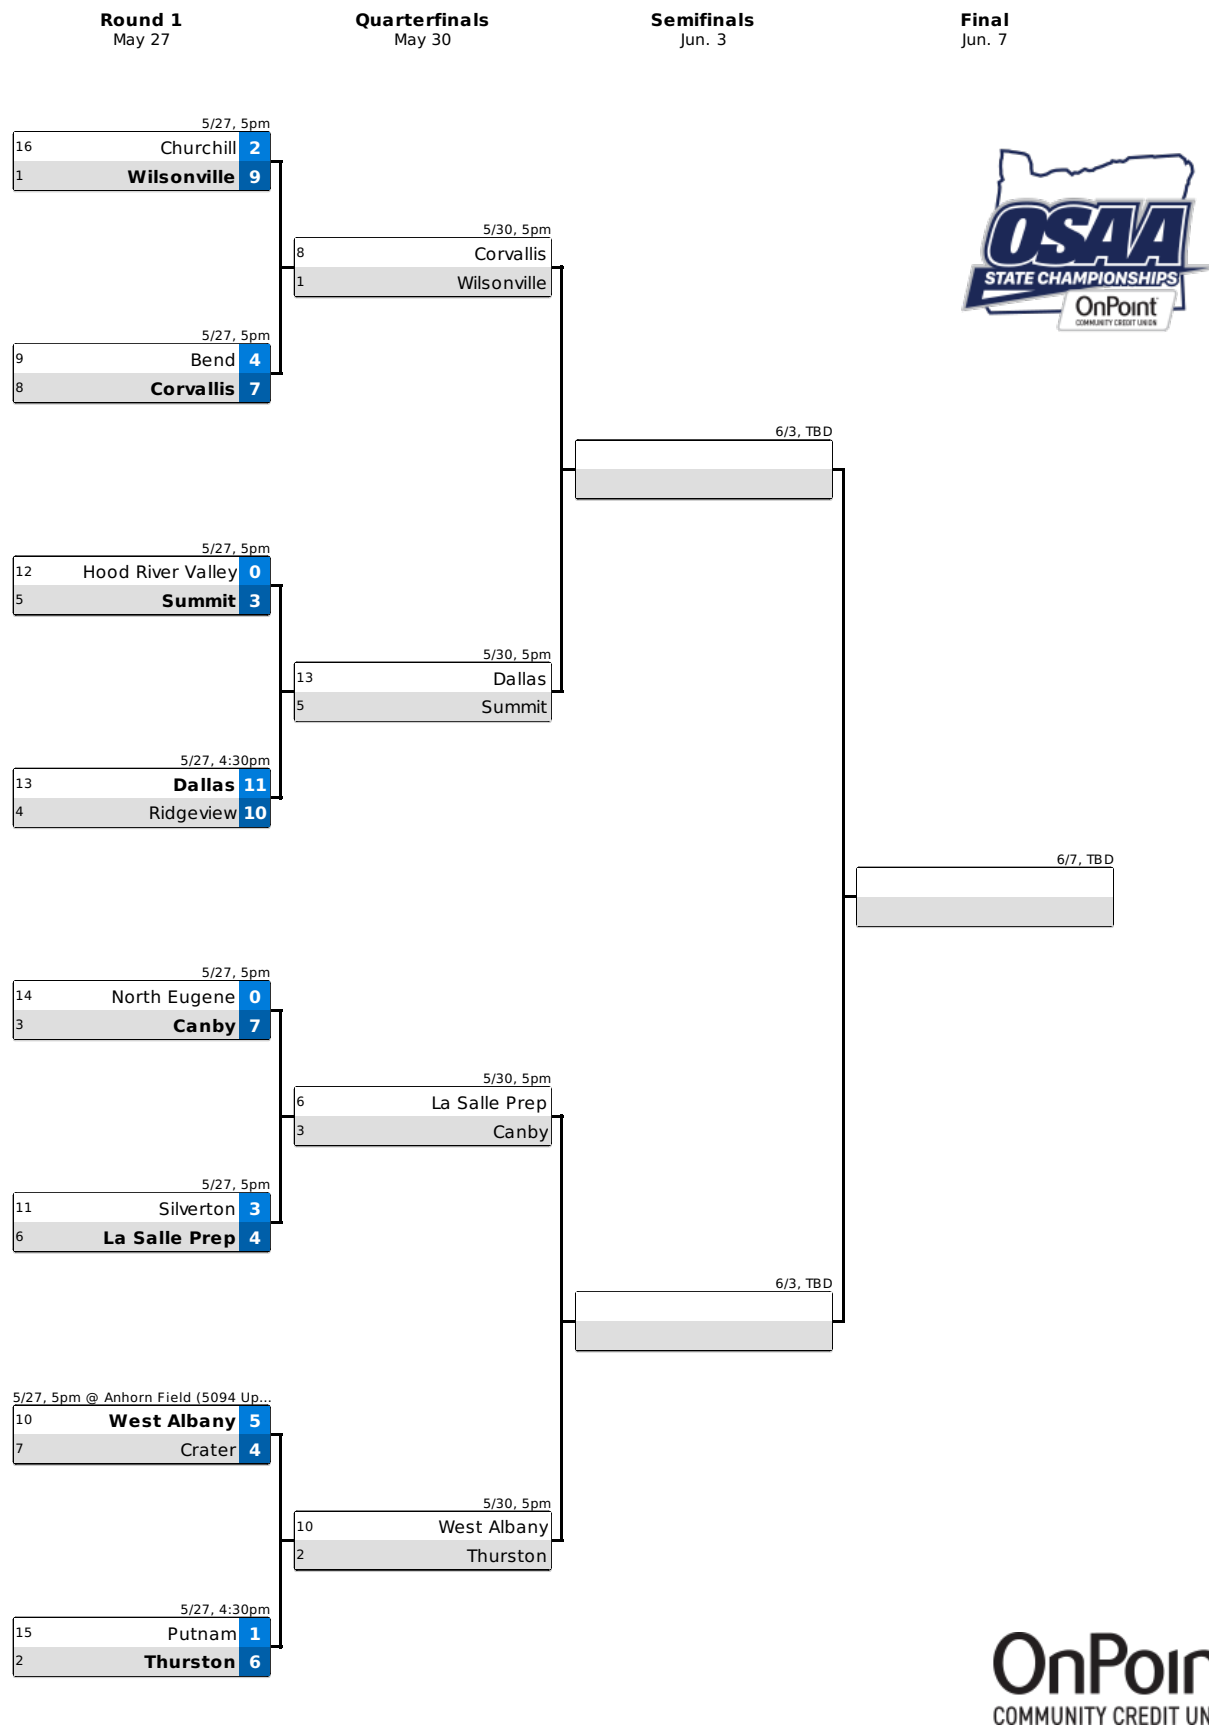 Round 1
May 27
Quarterfinals
May 30
Semifinals
Jun. 3
Final
Jun. 7
5/27, 5pm
16 Churchill 2
1 Wilsonville 9
5/30, 5pm
8 Corvallis
1 Wilsonville
5/27, 5pm
9 Bend 4
8 Corvallis 7
OSAA
STATE CHAMPIONSHIPS
OnPoint
COMMUNITY CREDIT UNION
6/3, TBD
5/27, 5pm
12 Hood River Valley 0
5 Summit 3
5/30, 5pm
13 Dallas
5 Summit
5/27, 4:30pm
13 Dallas 11
4 Ridgeview 10
6/7, TBD
5/27, 5pm
14 North Eugene 0
3 Canby 7
5/30, 5pm
6 La Salle Prep
3 Canby
5/27, 5pm
11 Silverton 3
6 La Salle Prep 4
6/3, TBD
5/27, 5pm @ Anhorn Field (5094 Up...
10 West Albany 5
7 Crater 4
5/30, 5pm
10 West Albany
2 Thurston
5/27, 4:30pm
15 Putnam 1
2 Thurston 6
OnPoin
COMMUNITY CREDIT UN